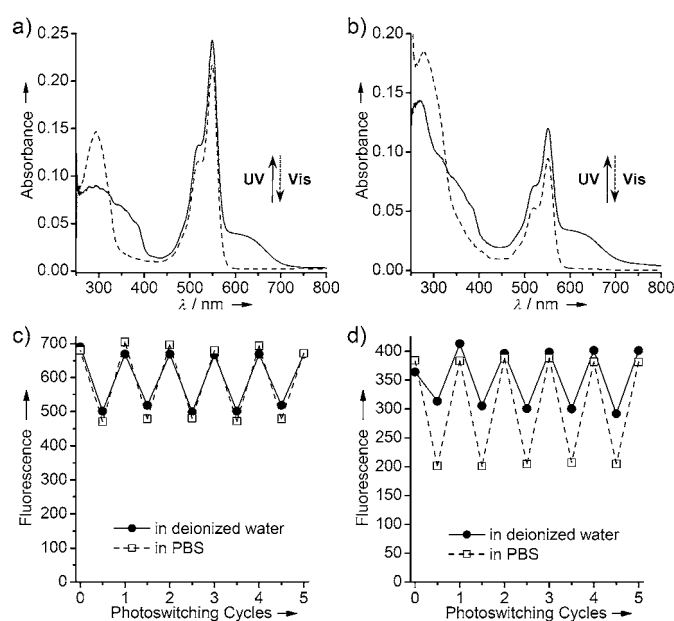 a)
0.25
0.20
0.15
0.10
0.05
0.00
Absorbance →
UV Vis
300 400 500 600 700 800
λ / nm →
b)
0.20
0.15
0.10
0.05
0.00
Absorbance →
UV Vis
300 400 500 600 700 800
λ / nm →
c)
700
600
500
400
300
200
100
0
Fluorescence →
in deionized water
in PBS
0 1 2 3 4 5
Photoswitching Cycles →
d)
400
350
300
250
200
150
100
50
0
Fluorescence →
in deionized water
in PBS
0 1 2 3 4 5
Photoswitching Cycles →